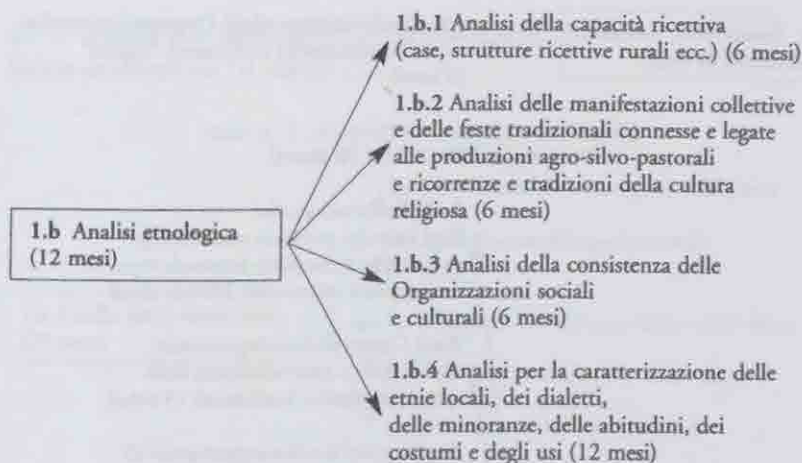 1.b Analisi etnologica
(12 mesi)
1.b.1 Analisi della capacità ricettiva
(case, strutture ricettive rurali ecc.) (6 mesi)
1.b.2 Analisi delle manifestazioni collettive
e delle feste tradizionali connesse e legate
alle produzioni agro-silvo-pastorali
e ricorrenze e tradizioni della cultura
religiosa (6 mesi)
1.b.3 Analisi della consistenza delle
Organizzazioni sociali
e culturali (6 mesi)
1.b.4 Analisi per la caratterizzazione delle
etnie locali, dei dialetti,
delle minoranze, delle abitudini, dei
costumi e degli usi (12 mesi)